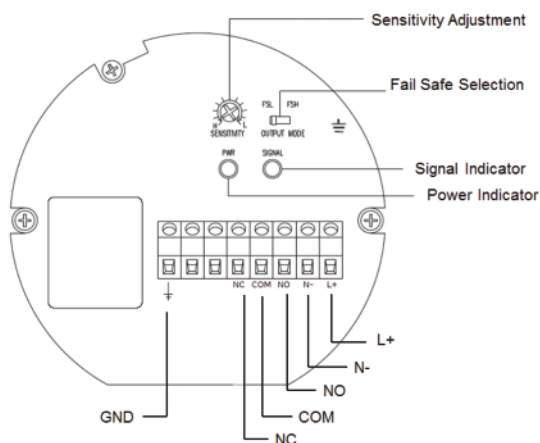 Sensitivity Adjustment
Fail Safe Selection
FSL FSH
H L
SENSITIVITY OUTPUT MODE
PWR SIGNAL
Signal Indicator
Power Indicator
NC COM NO N- L+
L+
N-
NO
GND COM
NC